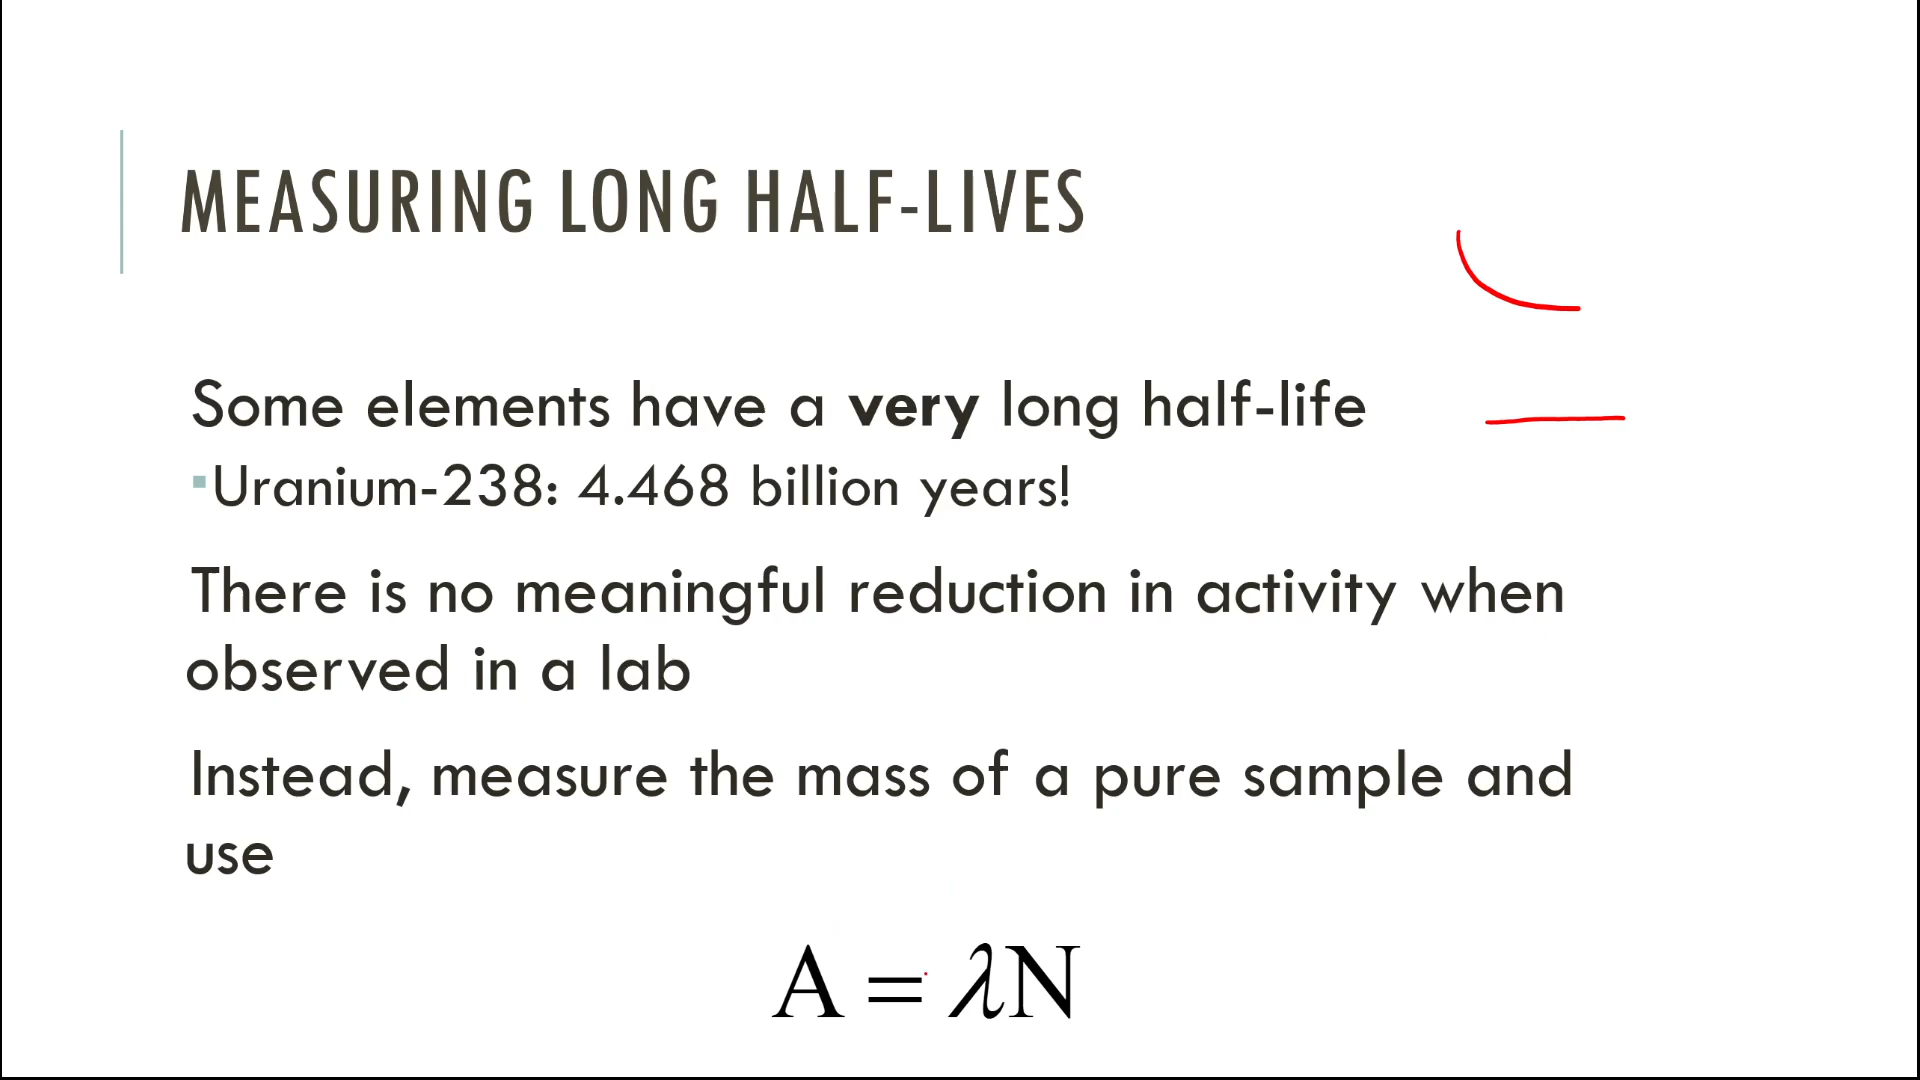 MEASURING LONG HALF-LIVES
Some elements have a very long half-life
▪Uranium-238: 4.468 billion years!
There is no meaningful reduction in activity when
observed in a lab
Instead, measure the mass of a pure sample and
use
A = λN